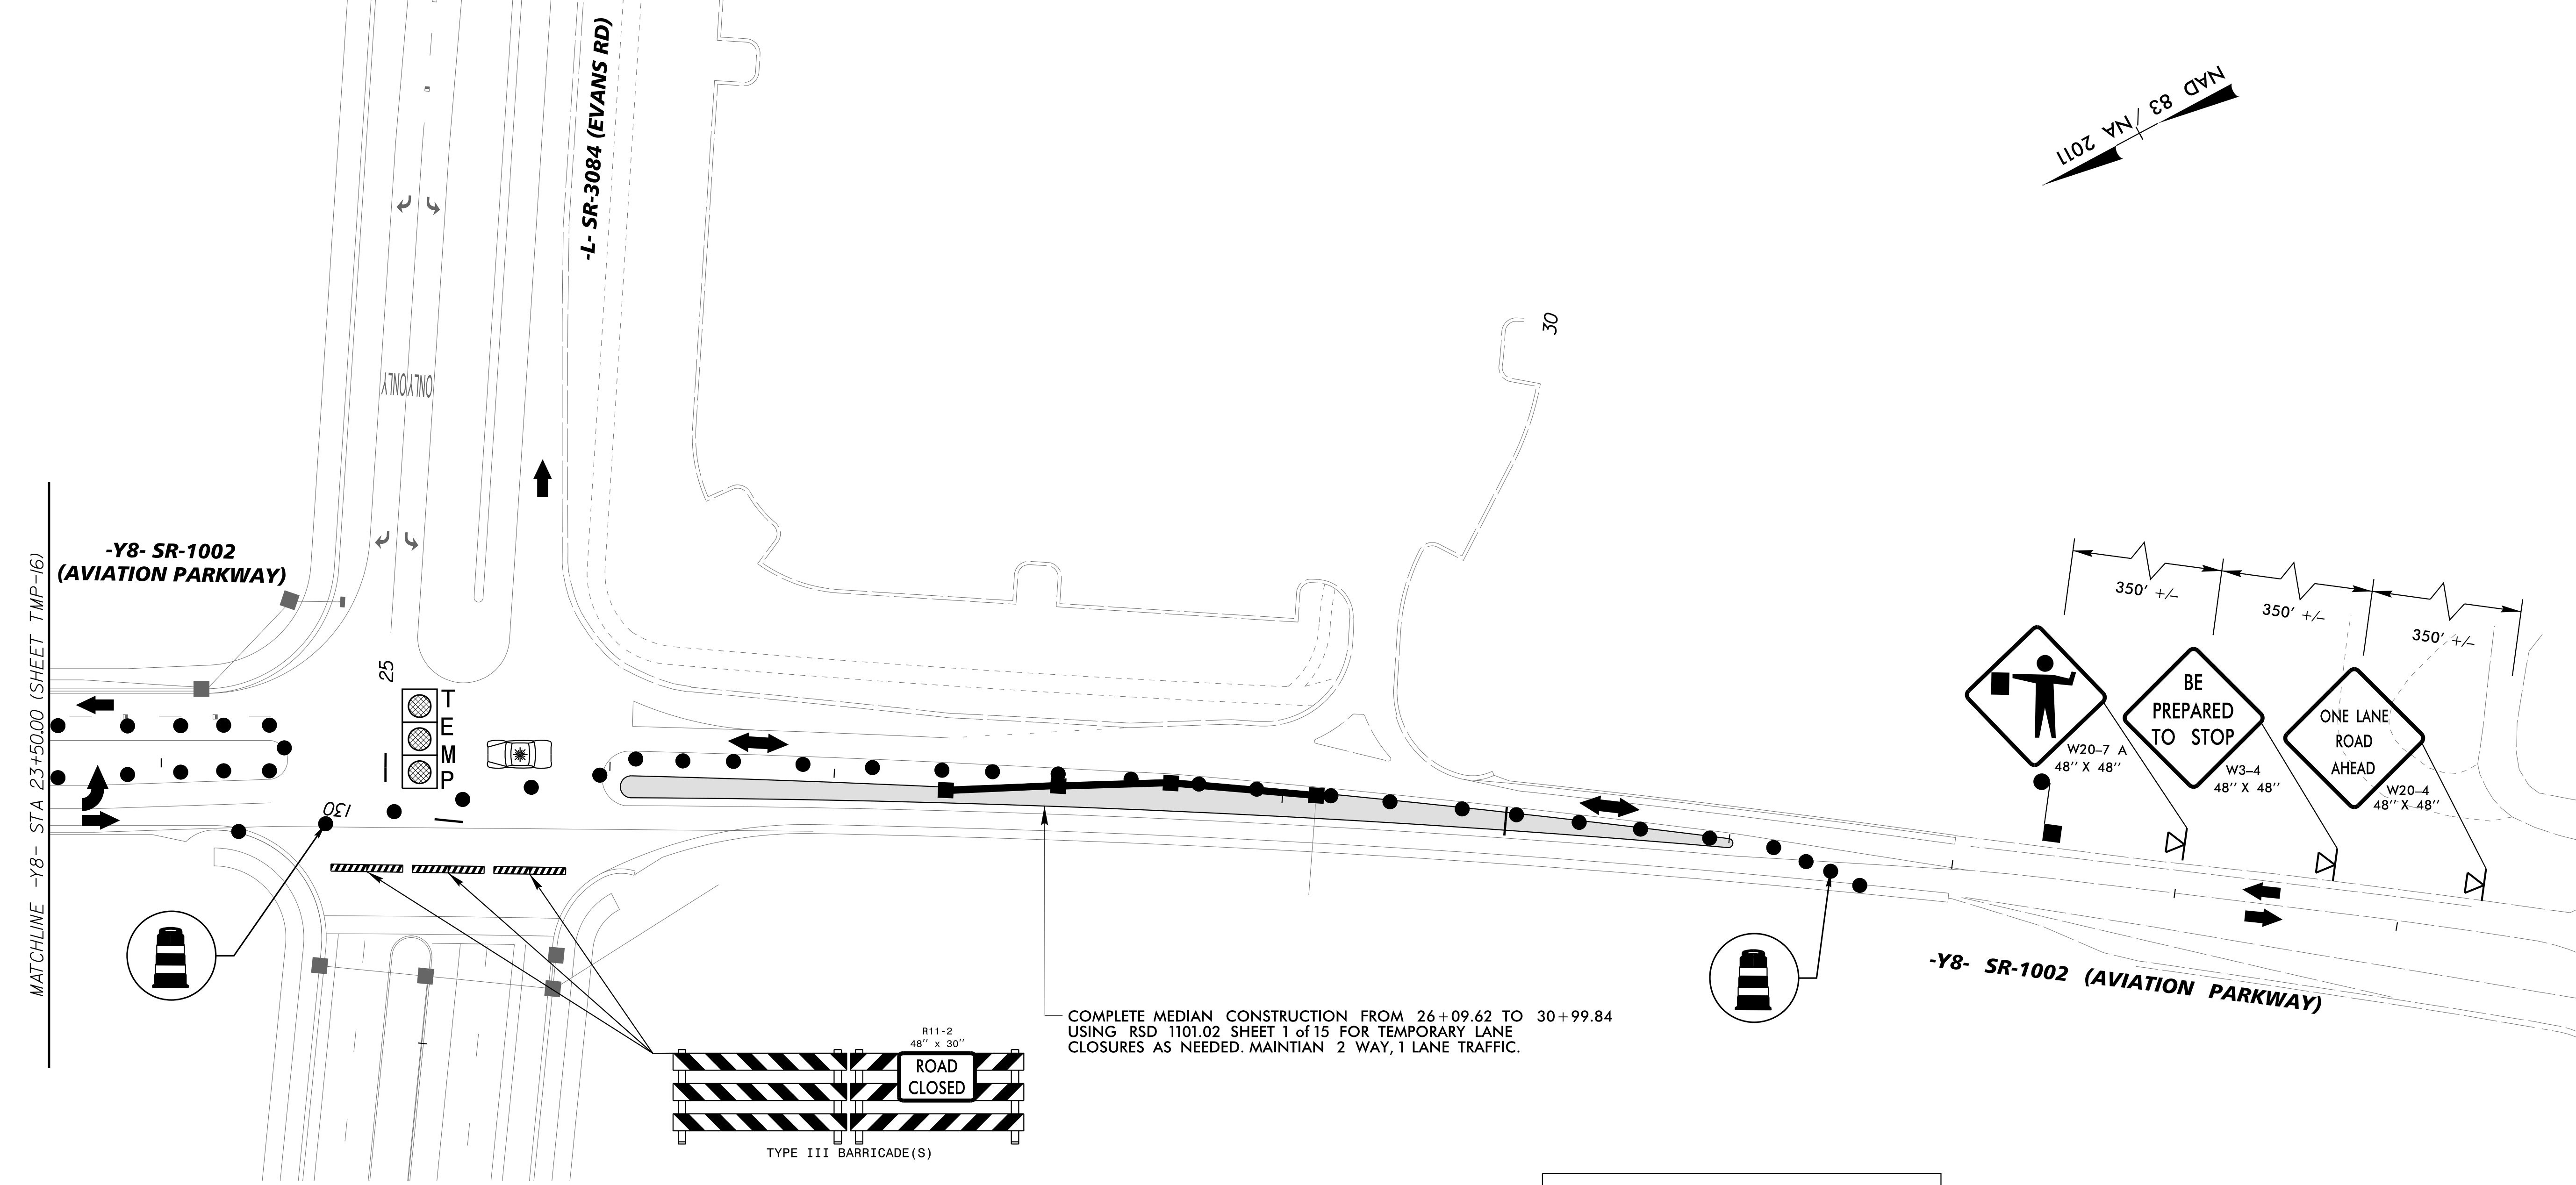 -L- SR-3084 (EVANS RD)
NAD 83 / NA 2011
ONLY ONLY
30
-Y8- SR-1002
(AVIATION PARKWAY)
MATCHLINE -Y8- STA 23+50.00 (SHEET TMP-16)
25
TEMP
130
350' +/-
350' +/-
350' +/-
W20-7 A
48'' X 48''
BE
PREPARED
TO STOP
W3-4
48'' X 48''
ONE LANE
ROAD
AHEAD
W20-4
48'' X 48''
-Y8- SR-1002 (AVIATION PARKWAY)
COMPLETE MEDIAN CONSTRUCTION FROM 26+09.62 TO 30+99.84
USING RSD 1101.02 SHEET 1 of 15 FOR TEMPORARY LANE
CLOSURES AS NEEDED. MAINTIAN 2 WAY, 1 LANE TRAFFIC.
R11-2
48'' x 30''
ROAD
CLOSED
TYPE III BARRICADE(S)